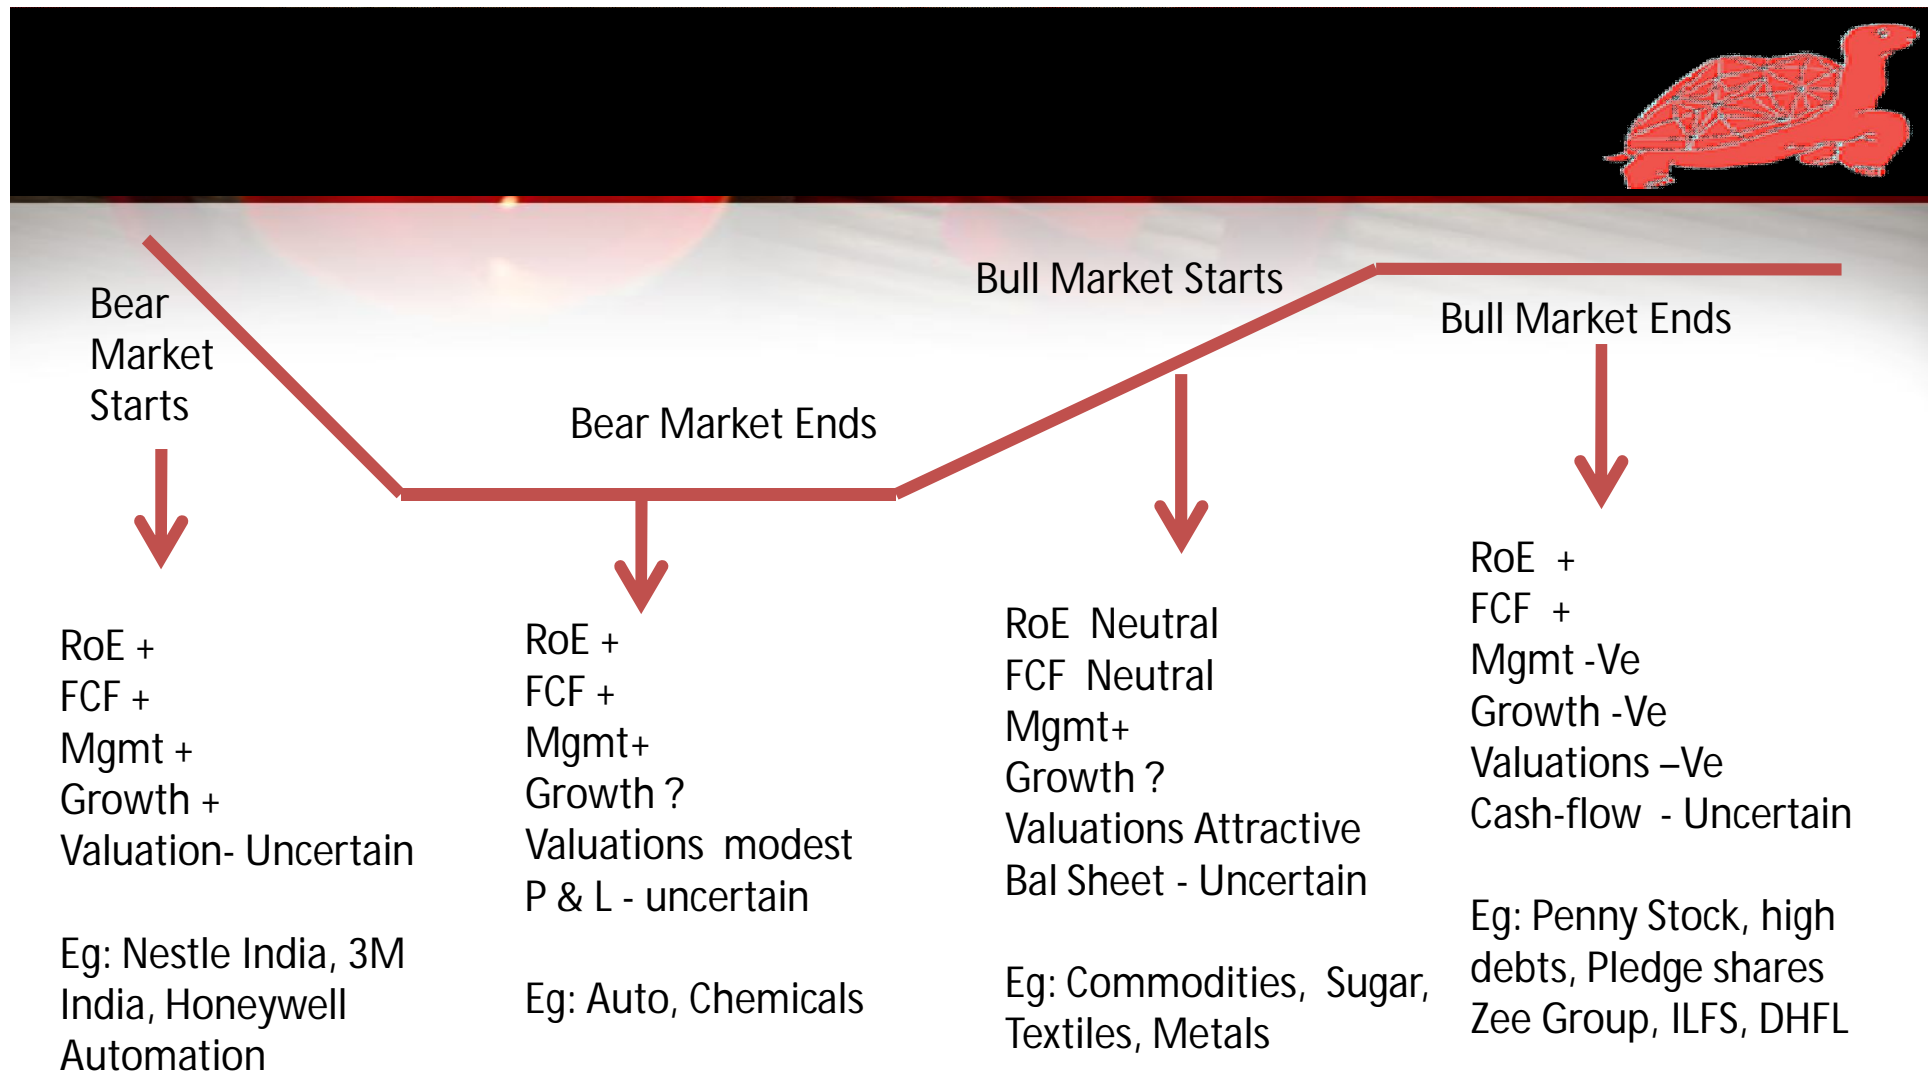 Bear
Market
Starts
RoE +
FCF +
Mgmt +
Growth +
Valuation- Uncertain
Eg: Nestle India, 3M
India, Honeywell
Automation
Bear Market Ends
RoE +
FCF +
Mgmt+
Growth ?
Valuations modest
P & L - uncertain
Eg: Auto, Chemicals
Bull Market Starts
RoE Neutral
FCF Neutral
Mgmt+
Growth ?
Valuations Attractive
Bal Sheet - Uncertain
Eg: Commodities, Sugar,
Textiles, Metals
Bull Market Ends
RoE +
FCF +
Mgmt -Ve
Growth -Ve
Valuations –Ve
Cash-flow - Uncertain
Eg: Penny Stock, high
debts, Pledge shares
Zee Group, ILFS, DHFL